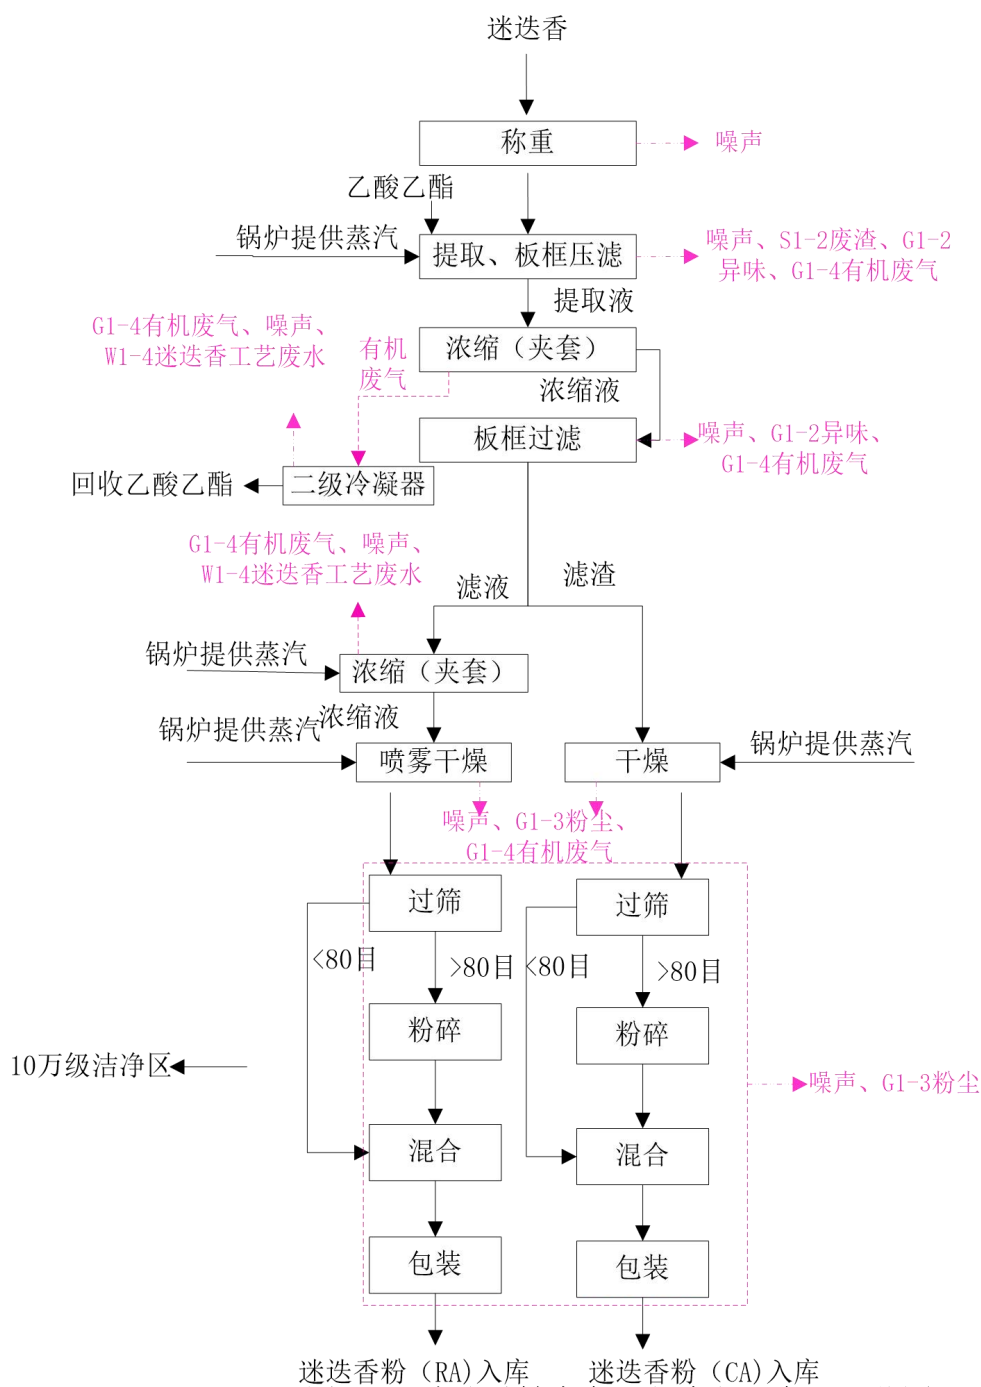 迷迭香
称重
噪声
乙酸乙酯
锅炉提供蒸汽
提取、板框压滤
噪声、S1-2废渣、G1-2
异味、G1-4有机废气
提取液
G1-4有机废气、噪声、
W1-4迷迭香工艺废水
有机
废气
浓缩（夹套）
浓缩液
板框过滤
噪声、G1-2异味、
G1-4有机废气
回收乙酸乙酯
二级冷凝器
G1-4有机废气、噪声、
W1-4迷迭香工艺废水
滤液
滤渣
锅炉提供蒸汽
浓缩（夹套）
浓缩液
锅炉提供蒸汽
喷雾干燥
干燥
锅炉提供蒸汽
噪声、G1-3粉尘、
G1-4有机废气
过筛
过筛
<80目
>80目
<80目
>80目
粉碎
粉碎
10万级洁净区
噪声、G1-3粉尘
混合
混合
包装
包装
迷迭香粉（RA)入库
迷迭香粉（CA)入库